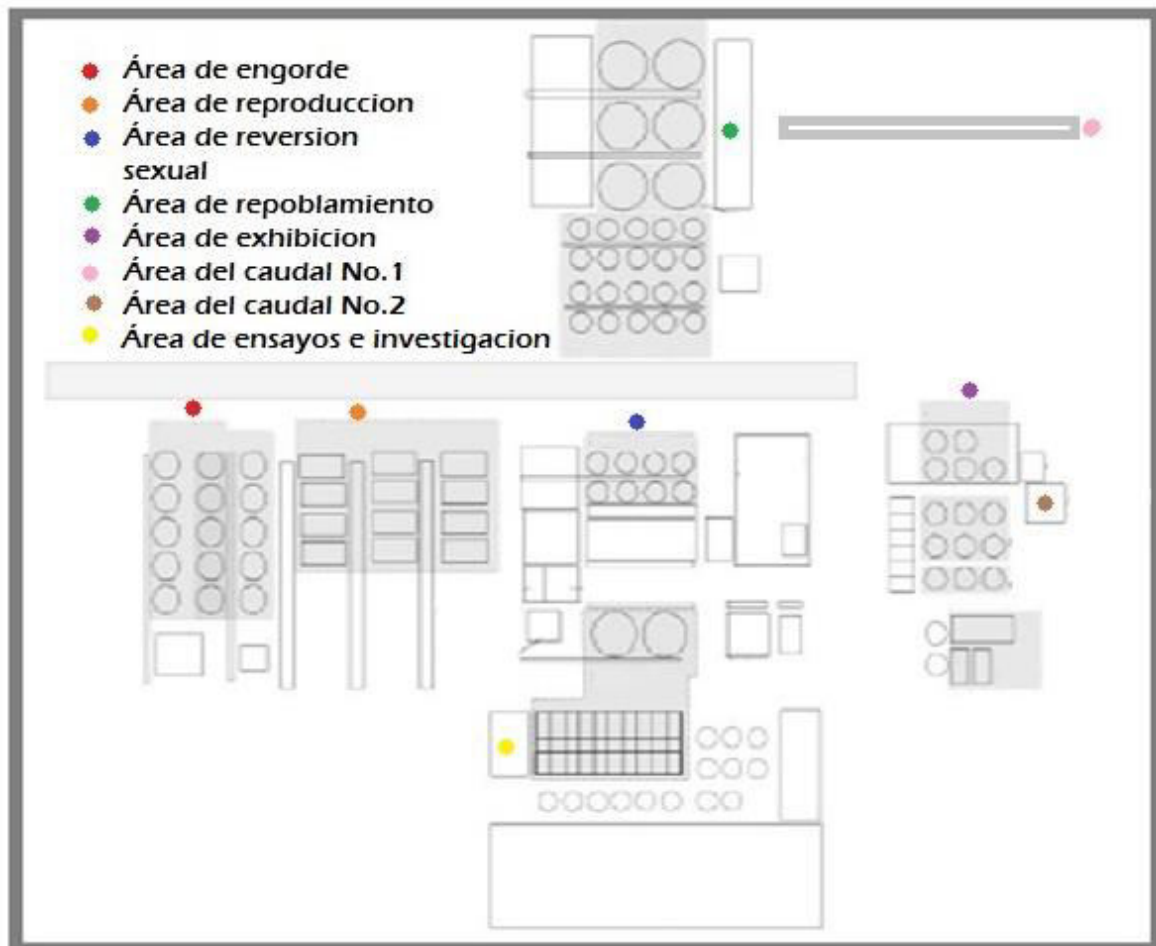 Área de engorde
Área de reproduccion
Área de reversion
sexual
Área de repoblamiento
Área de exhibicion
Área del caudal No.1
Área del caudal No.2
Área de ensayos e investigacion